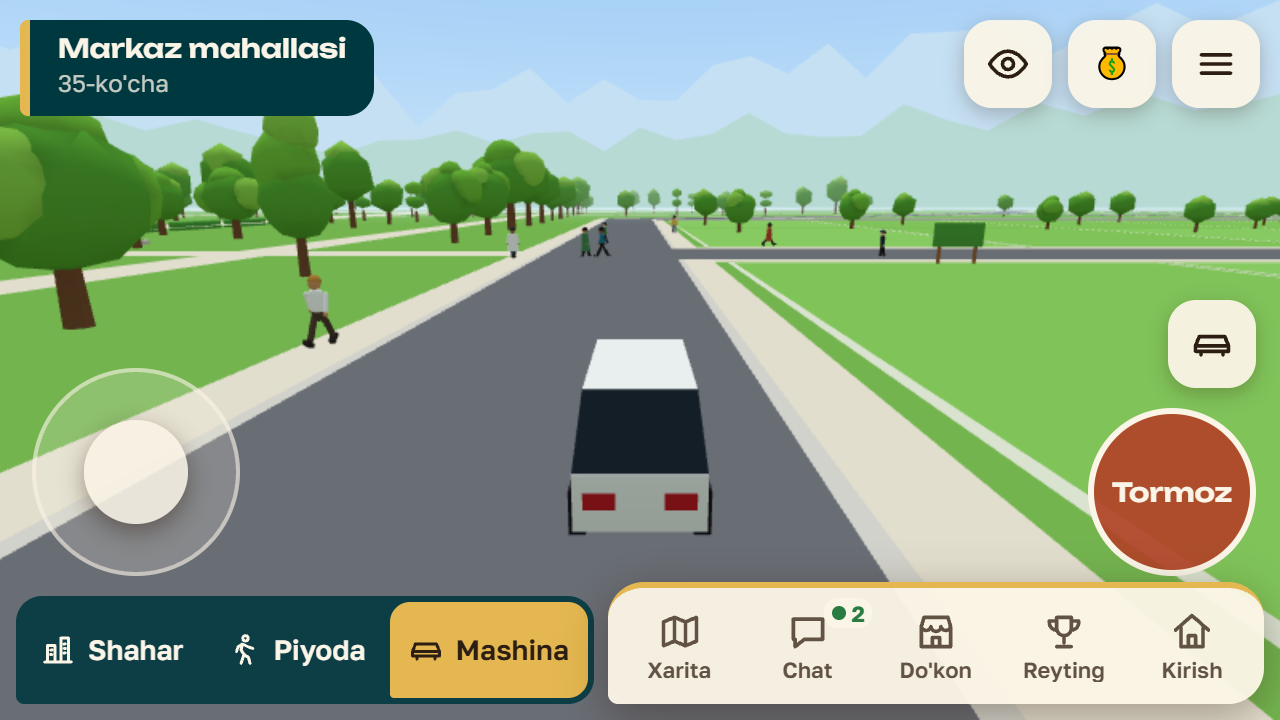 Markaz mahallasi
35-ko'cha
Tormoz
Shahar
Piyoda
Mashina
Xarita
Chat
2
Do'kon
Reyting
Kirish